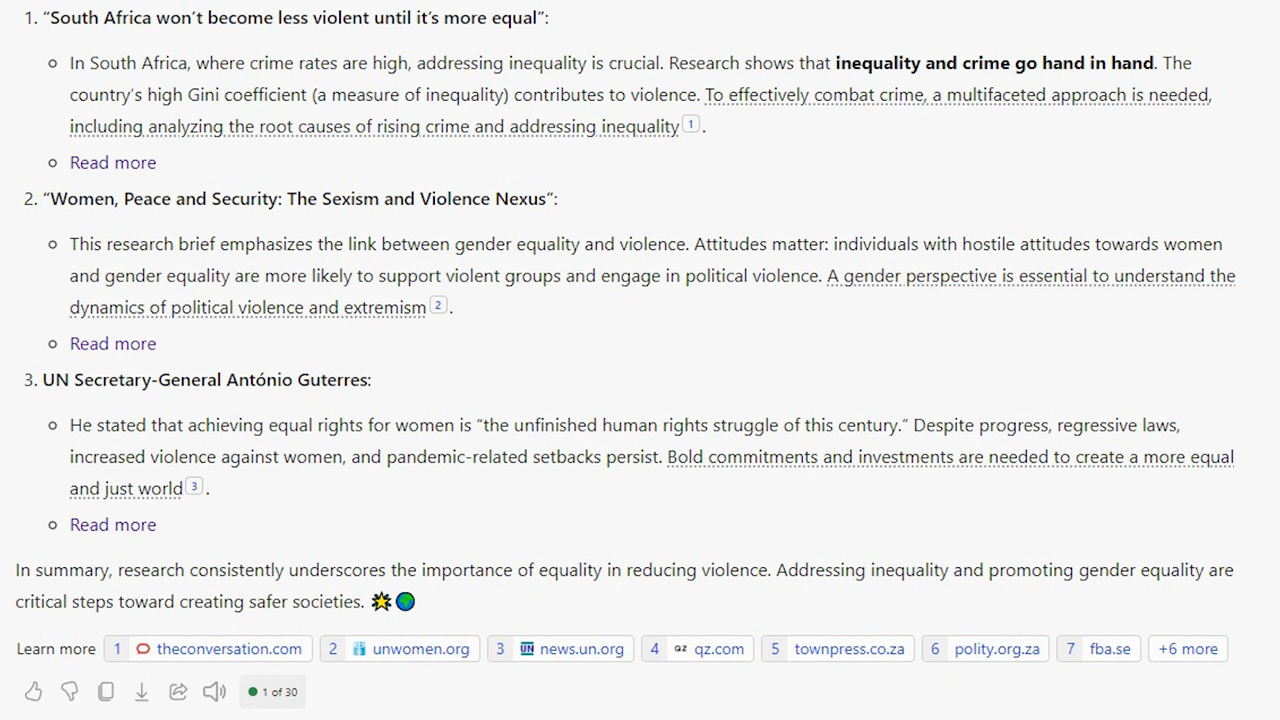 1. “South Africa won’t become less violent until it’s more equal”:
In South Africa, where crime rates are high, addressing inequality is crucial. Research shows that inequality and crime go hand in hand. The
country’s high Gini coefficient (a measure of inequality) contributes to violence. To effectively combat crime, a multifaceted approach is needed,
including analyzing the root causes of rising crime and addressing inequality 1 .
Read more
2. “Women, Peace and Security: The Sexism and Violence Nexus”:
This research brief emphasizes the link between gender equality and violence. Attitudes matter: individuals with hostile attitudes towards women
and gender equality are more likely to support violent groups and engage in political violence. A gender perspective is essential to understand the
dynamics of political violence and extremism 2 .
Read more
3. UN Secretary-General António Guterres:
He stated that achieving equal rights for women is “the unfinished human rights struggle of this century.” Despite progress, regressive laws,
increased violence against women, and pandemic-related setbacks persist. Bold commitments and investments are needed to create a more equal
and just world 3 .
Read more
In summary, research consistently underscores the importance of equality in reducing violence. Addressing inequality and promoting gender equality are
critical steps toward creating safer societies. 🌟🌍
Learn more 1 theconversation.com 2 unwomen.org 3 UN news.un.org 4 QZ qz.com 5 townpress.co.za 6 polity.org.za 7 fba.se +6 more
1 of 30